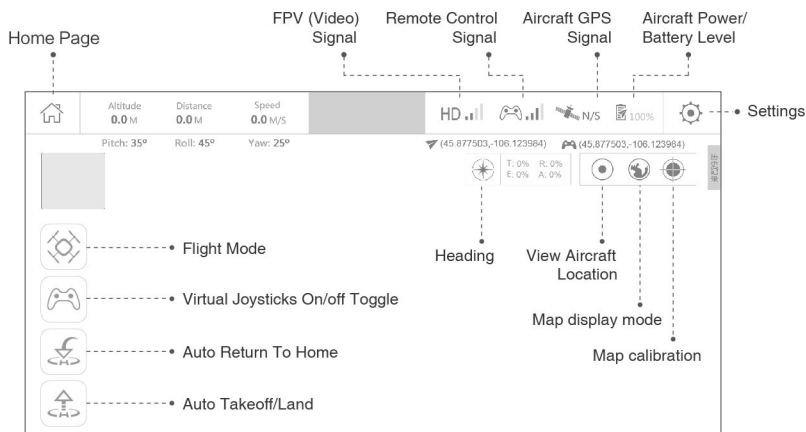 FPV (Video) Signal
Remote Control Signal
Aircraft GPS Signal
Aircraft Power/ Battery Level
Home Page
Altitude
0.0 M
Distance
0.0 M
Speed
0.0 M/S
HD
N/S
100%
Settings
Pitch: 35º
Roll: 45º
Yaw: 25º
(45.877503,-106.123984)
(45.877503,-106.123984)
T: 0% R: 0%
E: 0% A: 0%
Flight Mode
Heading
View Aircraft Location
Virtual Joysticks On/off Toggle
Map display mode
Auto Return To Home
Map calibration
Auto Takeoff/Land